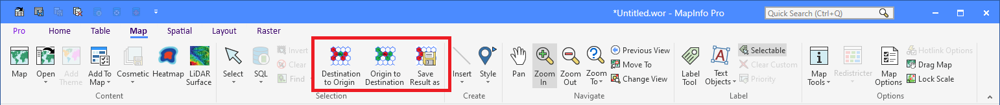 *Untitled.wor - MapInfo Pro
Quick Search (Ctrl+Q)
Pro Home Table Map Spatial Layout Raster
Map
Open
Add Theme
Add To Map
Cosmetic
Heatmap
LiDAR Surface
Content
Select
SQL
Invert
Clear
Find
Destination to Origin
Origin to Destination
Save Result as
Selection
Insert
Style
Create
Pan
Zoom In
Zoom Out
Zoom To
Previous View
Move To
Change View
Navigate
Label Tool
Text Objects
Selectable
Clear Custom
Priority
Label
Map Tools
Redistricter
Map Options
Hotlink Options
Drag Map
Lock Scale
Options